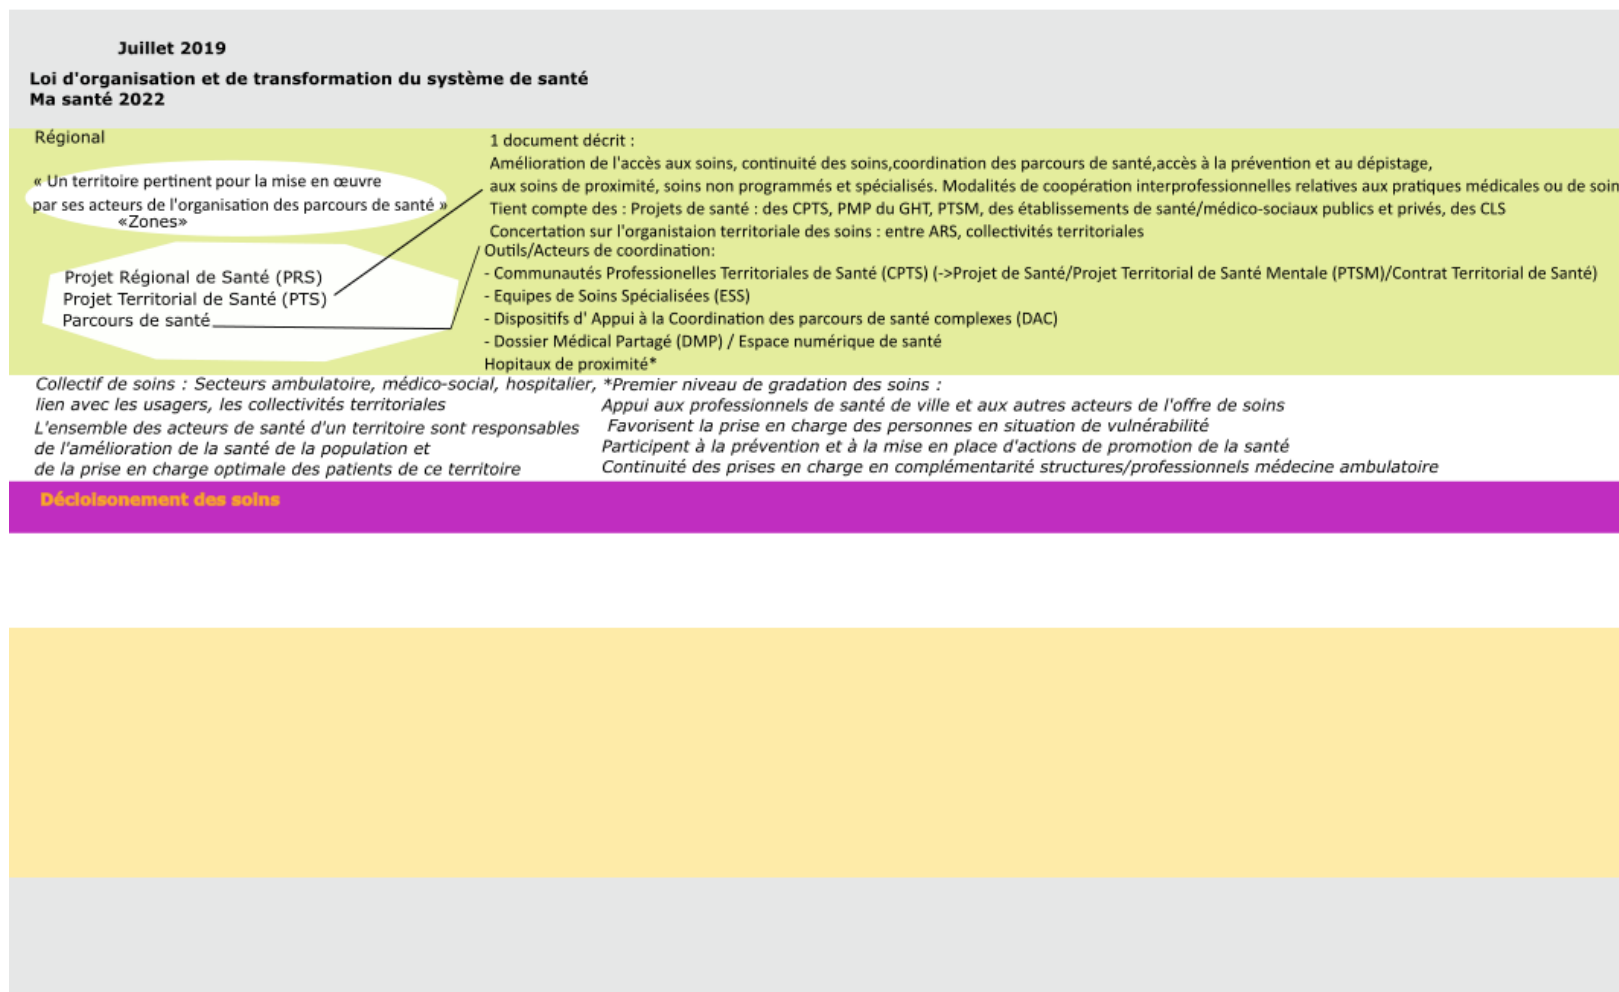 Juillet 2019
Loi d'organisation et de transformation du système de santé
Ma santé 2022
Régional
« Un territoire pertinent pour la mise en œuvre
par ses acteurs de l'organisation des parcours de santé »
«Zones»
Projet Régional de Santé (PRS)
Projet Territorial de Santé (PTS)
Parcours de santé
1 document décrit :
Amélioration de l'accès aux soins, continuité des soins,coordination des parcours de santé,accès à la prévention et au dépistage,
aux soins de proximité, soins non programmés et spécialisés. Modalités de coopération interprofessionnelles relatives aux pratiques médicales ou de soin
Tient compte des : Projets de santé : des CPTS, PMP du GHT, PTSM, des établissements de santé/médico-sociaux publics et privés, des CLS
Concertation sur l'organistaion territoriale des soins : entre ARS, collectivités territoriales
Outils/Acteurs de coordination:
- Communautés Professionelles Territoriales de Santé (CPTS) (->Projet de Santé/Projet Territorial de Santé Mentale (PTSM)/Contrat Territorial de Santé)
- Equipes de Soins Spécialisées (ESS)
- Dispositifs d' Appui à la Coordination des parcours de santé complexes (DAC)
- Dossier Médical Partagé (DMP) / Espace numérique de santé
Hopitaux de proximité*
Collectif de soins : Secteurs ambulatoire, médico-social, hospitalier,
lien avec les usagers, les collectivités territoriales
L'ensemble des acteurs de santé d'un territoire sont responsables
de l'amélioration de la santé de la population et
de la prise en charge optimale des patients de ce territoire
*Premier niveau de gradation des soins :
Appui aux professionnels de santé de ville et aux autres acteurs de l'offre de soins
Favorisent la prise en charge des personnes en situation de vulnérabilité
Participent à la prévention et à la mise en place d'actions de promotion de la santé
Continuité des prises en charge en complémentarité structures/professionnels médecine ambulatoire
Décloisonement des soins